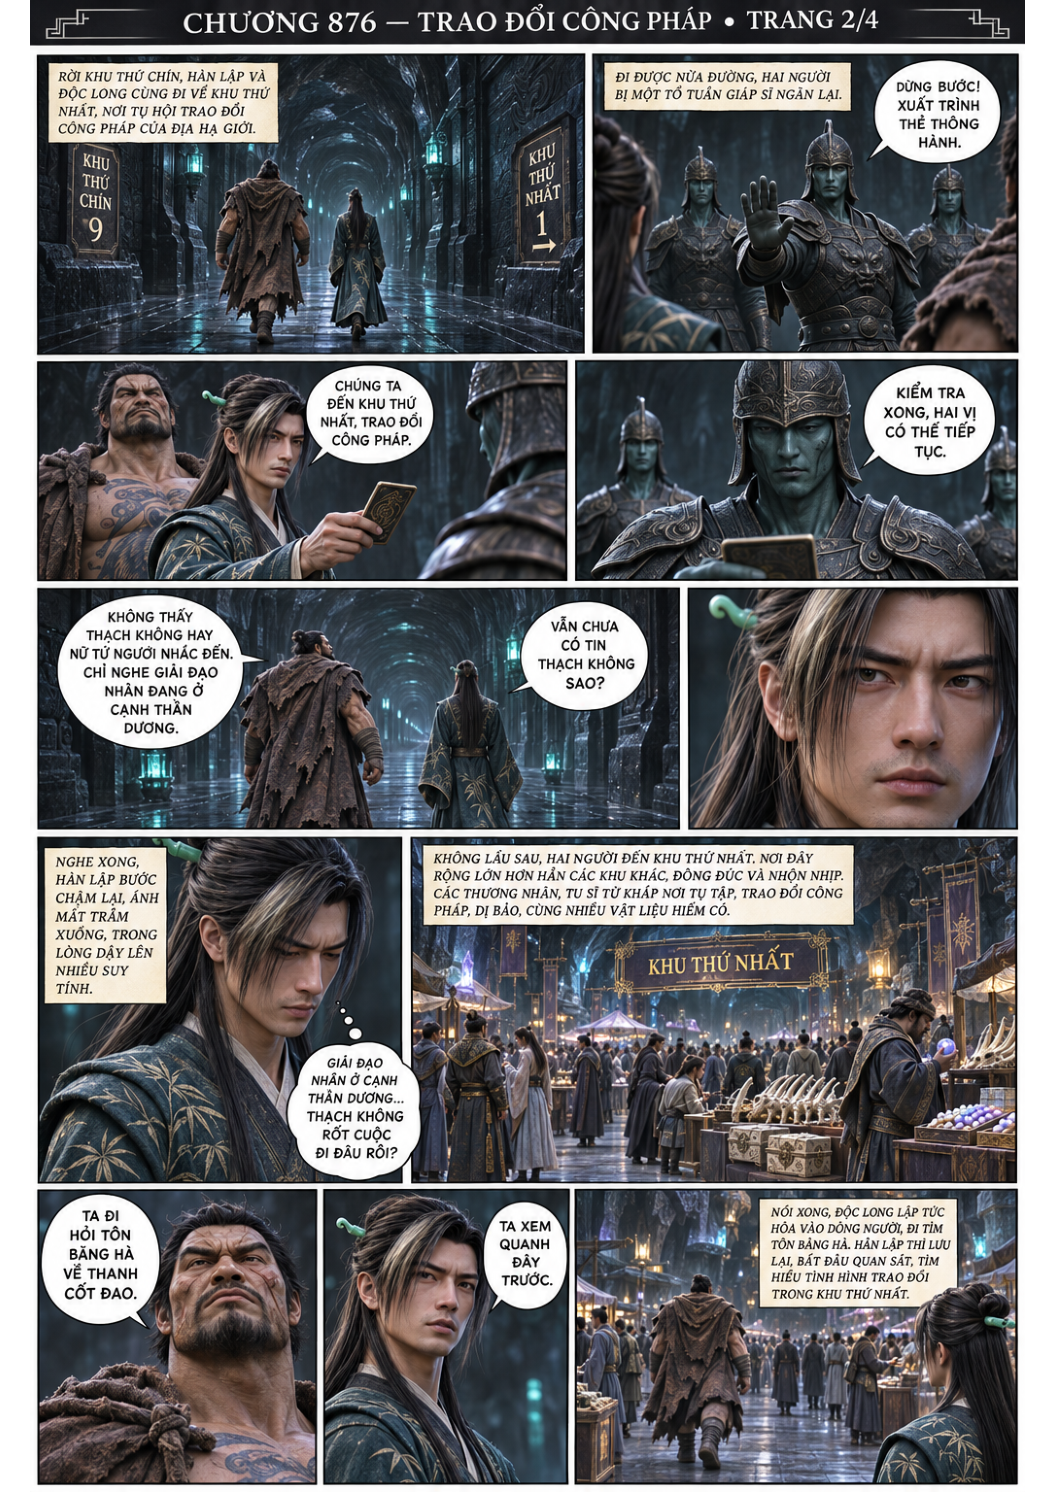 CHƯƠNG 876 — TRAO ĐỔI CÔNG PHÁP • TRANG 2/4
RỜI KHU THỨ CHÍN, HÀN LẬP VÀ
ĐỘC LONG CÙNG ĐI VỀ KHU THỨ
NHẤT, NƠI TỤ HỘI TRAO ĐỔI
CÔNG PHÁP CỦA ĐỊA HẠ GIỚI.
KHU
THỨ
CHÍN
9
KHU
THỨ
NHẤT
1
→
ĐI ĐƯỢC NỬA ĐƯỜNG, HAI NGƯỜI
BỊ MỘT TỔ TUẦN GIÁP SĨ NGĂN LẠI.
DỪNG BƯỚC!
XUẤT TRÌNH
THẺ THÔNG
HÀNH.
CHÚNG TA
ĐẾN KHU THỨ
NHẤT, TRAO ĐỔI
CÔNG PHÁP.
KIỂM TRA
XONG, HAI VỊ
CÓ THỂ TIẾP
TỤC.
KHÔNG THẤY
THẠCH KHÔNG HAY
NỮ TỬ NGƯƠI NHẮC ĐẾN.
CHỈ NGHE GIẢI ĐẠO
NHÂN ĐANG Ở
CẠNH THẦN
DƯƠNG.
VẪN CHƯA
CÓ TIN
THẠCH KHÔNG
SAO?
NGHE XONG,
HÀN LẬP BƯỚC
CHẬM LẠI, ÁNH
MẮT TRẦM
XUỐNG, TRONG
LÒNG DẬY LÊN
NHIỀU SUY
TÍNH.
GIẢI ĐẠO
NHÂN Ở CẠNH
THẦN DƯƠNG...
THẠCH KHÔNG
RỐT CUỘC
ĐI ĐÂU RỒI?
KHÔNG LÂU SAU, HAI NGƯỜI ĐẾN KHU THỨ NHẤT. NƠI ĐÂY
RỘNG LỚN HƠN HẲN CÁC KHU KHÁC, ĐÔNG ĐÚC VÀ NHỘN NHỊP.
CÁC THƯƠNG NHÂN, TU SĨ TỪ KHẮP NƠI TỤ TẬP, TRAO ĐỔI CÔNG
PHÁP, DỊ BẢO, CÙNG NHIỀU VẬT LIỆU HIẾM CÓ.
KHU THỨ NHẤT
TA ĐI
HỎI TÔN
BĂNG HÀ
VỀ THANH
CỐT ĐAO.
TA XEM
QUANH
ĐÂY
TRƯỚC.
NÓI XONG, ĐỘC LONG LẬP TỨC
HÒA VÀO DÒNG NGƯỜI, ĐI TÌM
TÔN BĂNG HÀ. HÀN LẬP THÌ LƯU
LẠI, BẮT ĐẦU QUAN SÁT, TÌM
HIỂU TÌNH HÌNH TRAO ĐỔI
TRONG KHU THỨ NHẤT.